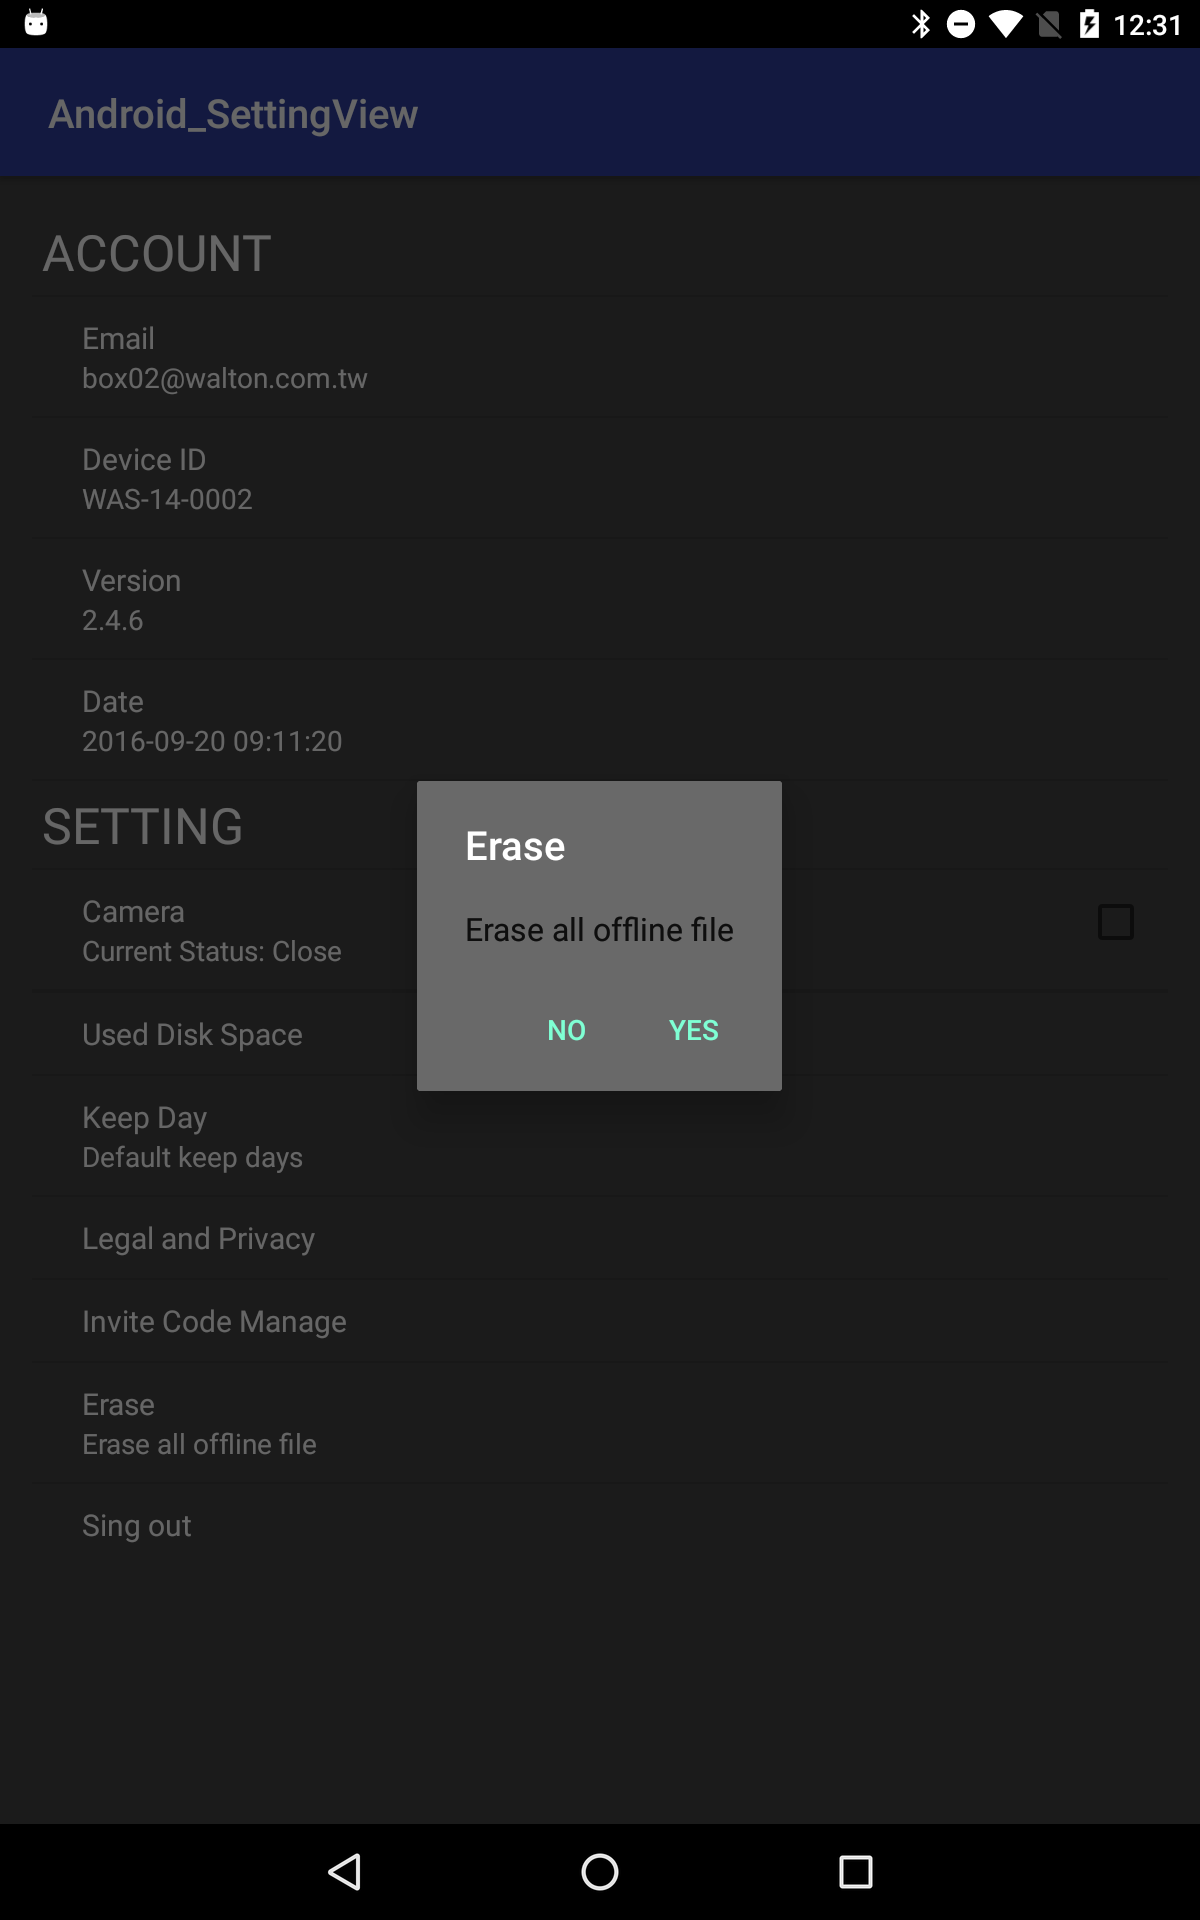 12:31
Android_SettingView
ACCOUNT
Email
box02@walton.com.tw
Device ID
WAS-14-0002
Version
2.4.6
Date
2016-09-20 09:11:20
SETTING
Camera
Current Status: Close
Used Disk Space
Keep Day
Default keep days
Legal and Privacy
Invite Code Manage
Erase
Erase all offline file
Sing out
Erase
Erase all offline file
NO YES